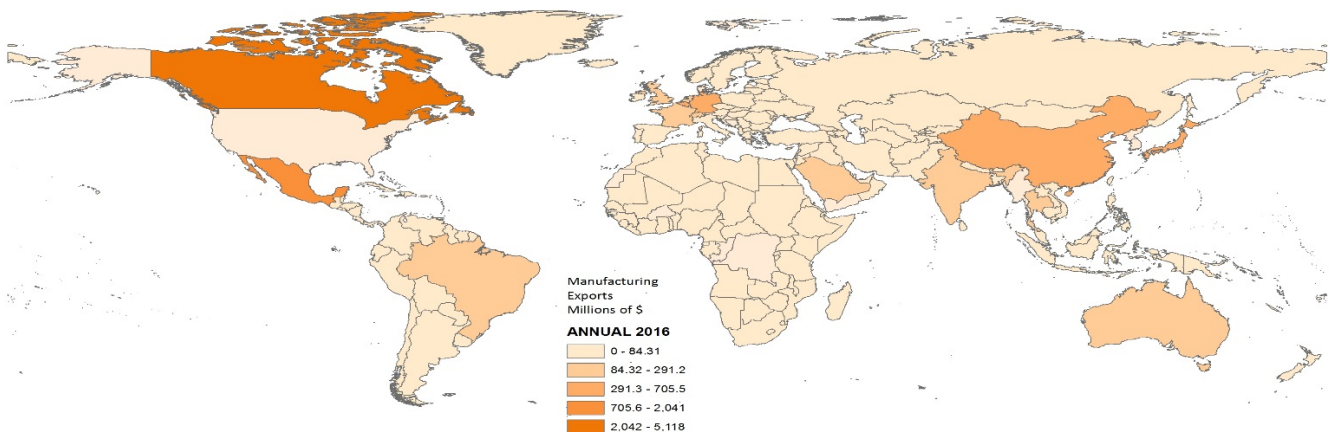 Manufacturing
Exports
Millions of $
ANNUAL 2016
0 - 84.31
84.32 - 291.2
291.3 - 705.5
705.6 - 2,041
2,042 - 5,118